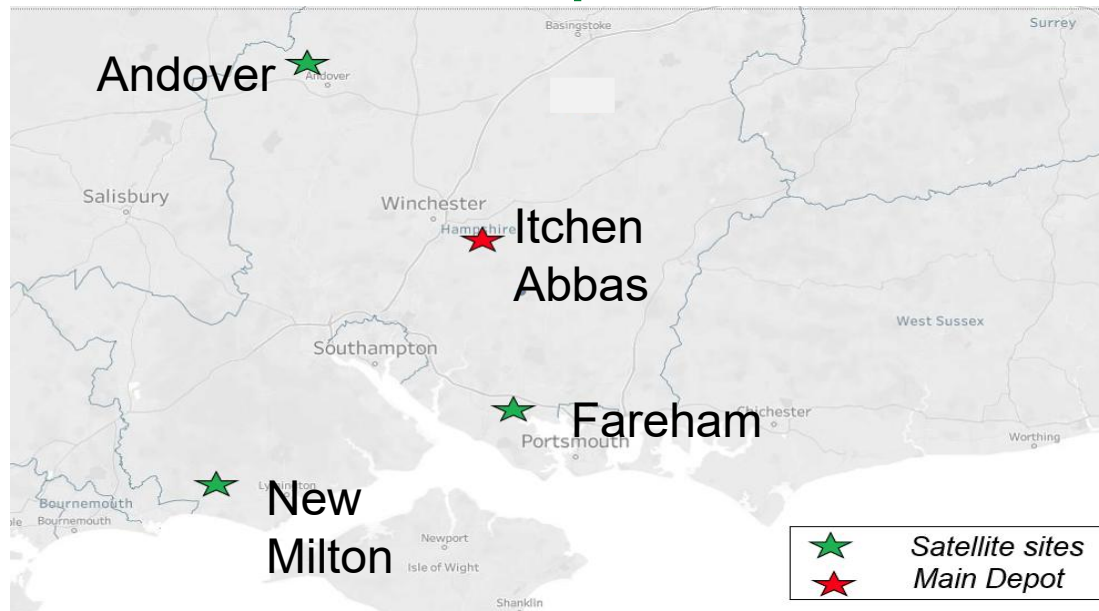 Basingstoke
Surrey
Andover
Andover
Salisbury
Winchester
Hampshire
Itchen
Abbas
West Sussex
Southampton
Fareham
Chichester
Portsmouth
Worthing
New
Milton
Bournemouth
Bournemouth
Newport
Isle of Wight
Shanklin
Satellite sites
Main Depot